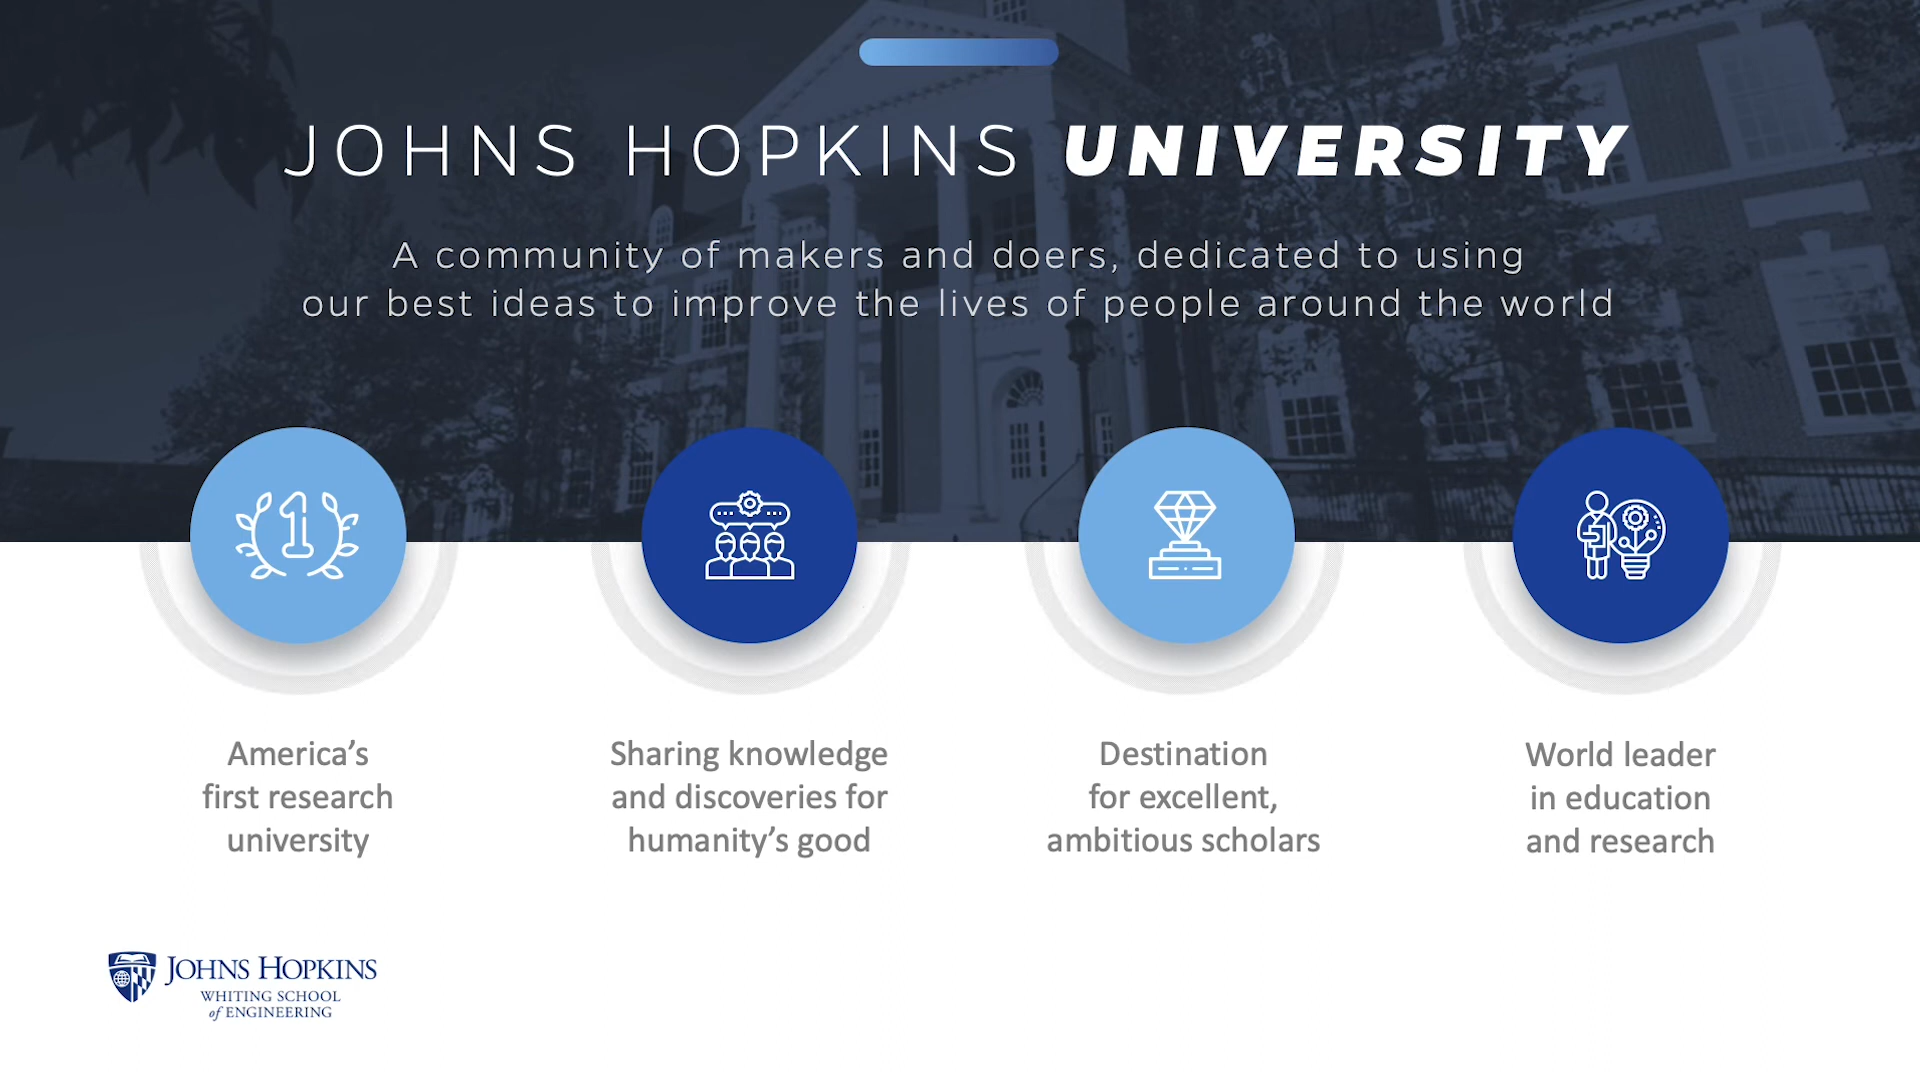 JOHNS HOPKINS UNIVERSITY
A community of makers and doers, dedicated to using
our best ideas to improve the lives of people around the world
1
America’s
first research
university
Sharing knowledge
and discoveries for
humanity’s good
Destination
for excellent,
ambitious scholars
World leader
in education
and research
JOHNS HOPKINS
WHITING SCHOOL
of ENGINEERING